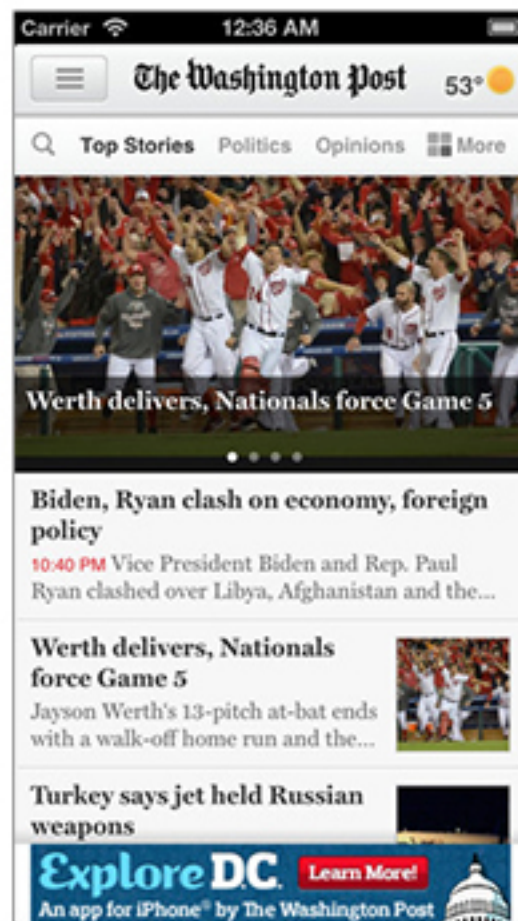 Carrier 12:36 AM
The Washington Post 53°
Top Stories Politics Opinions More
Werth delivers, Nationals force Game 5
Biden, Ryan clash on economy, foreign
policy
10:40 PM Vice President Biden and Rep. Paul
Ryan clashed over Libya, Afghanistan and the...
Werth delivers, Nationals
force Game 5
Jayson Werth's 13-pitch at-bat ends
with a walk-off home run and the...
Turkey says jet held Russian
weapons
Explore D.C. Learn More!
An app for iPhone® by The Washington Post